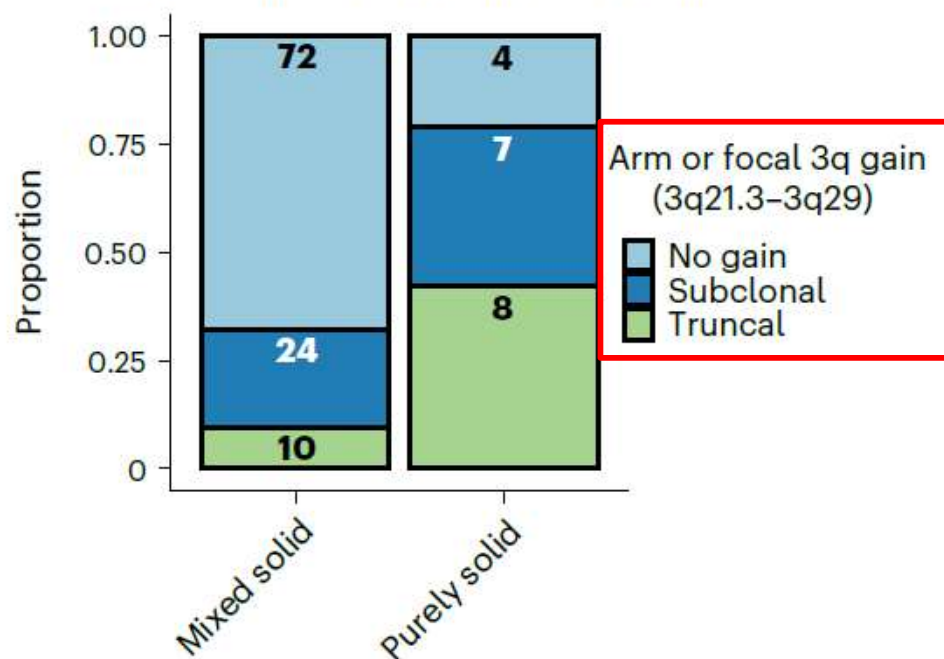 1.00
0.75
0.50
0.25
0
Proportion
72
24
10
4
7
8
Mixed solid
Purely solid
Arm or focal 3q gain
(3q21.3–3q29)
No gain
Subclonal
Truncal